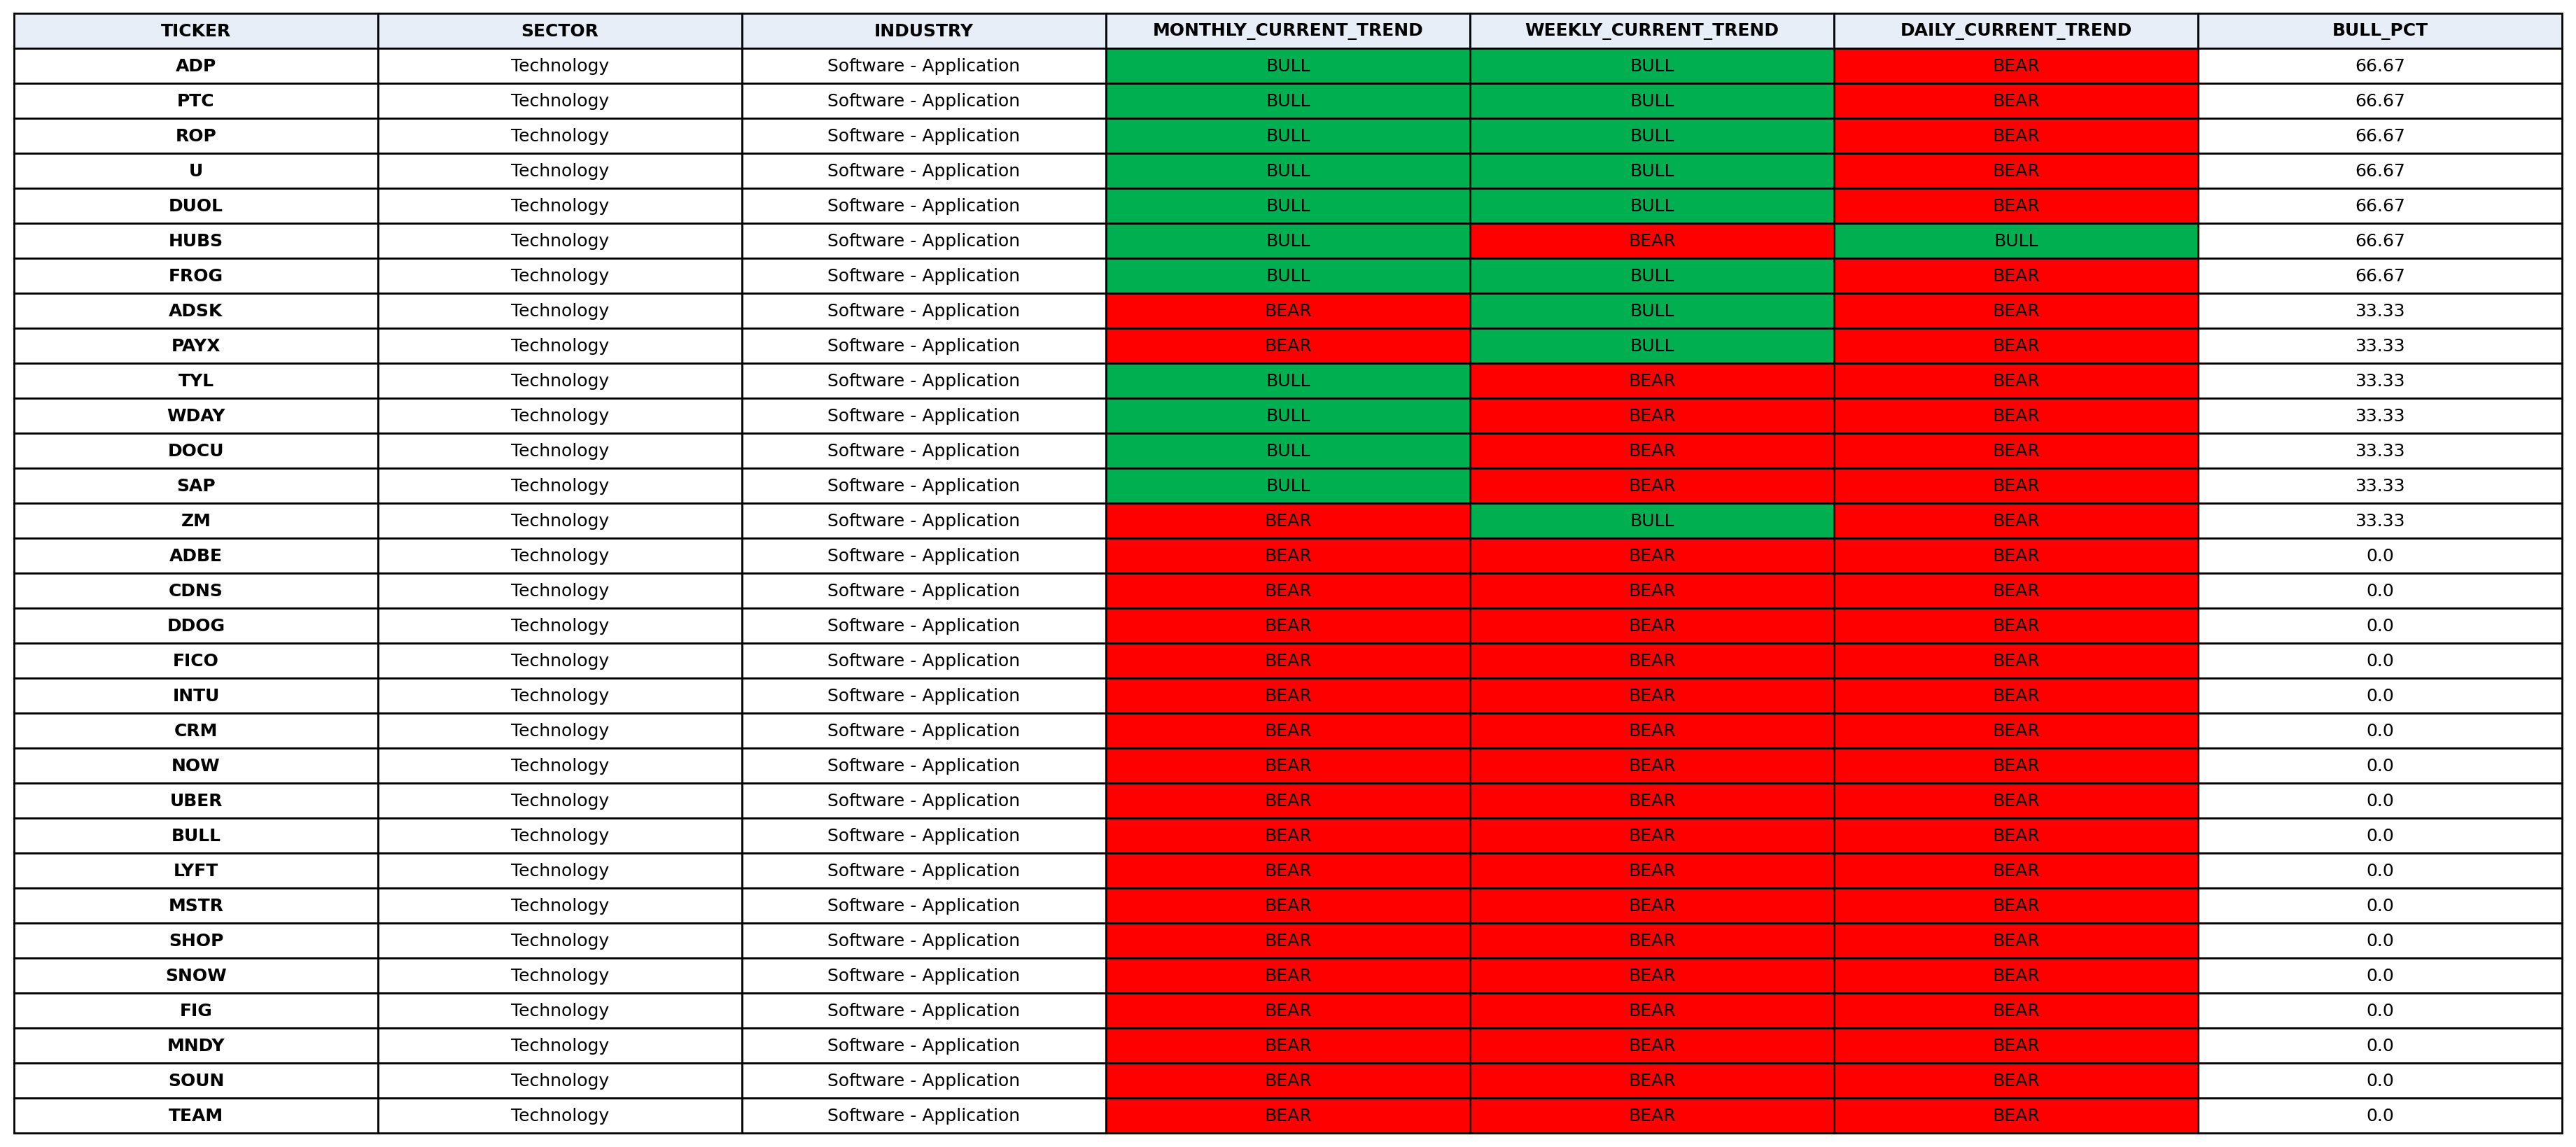 TICKER SECTOR INDUSTRY MONTHLY_CURRENT_TREND WEEKLY_CURRENT_TREND DAILY_CURRENT_TREND BULL_PCT
ADP Technology Software - Application BULL BULL BEAR 66.67
PTC Technology Software - Application BULL BULL BEAR 66.67
ROP Technology Software - Application BULL BULL BEAR 66.67
U Technology Software - Application BULL BULL BEAR 66.67
DUOL Technology Software - Application BULL BULL BEAR 66.67
HUBS Technology Software - Application BULL BEAR BULL 66.67
FROG Technology Software - Application BULL BULL BEAR 66.67
ADSK Technology Software - Application BEAR BULL BEAR 33.33
PAYX Technology Software - Application BEAR BULL BEAR 33.33
TYL Technology Software - Application BULL BEAR BEAR 33.33
WDAY Technology Software - Application BULL BEAR BEAR 33.33
DOCU Technology Software - Application BULL BEAR BEAR 33.33
SAP Technology Software - Application BULL BEAR BEAR 33.33
ZM Technology Software - Application BEAR BULL BEAR 33.33
ADBE Technology Software - Application BEAR BEAR BEAR 0.0
CDNS Technology Software - Application BEAR BEAR BEAR 0.0
DDOG Technology Software - Application BEAR BEAR BEAR 0.0
FICO Technology Software - Application BEAR BEAR BEAR 0.0
INTU Technology Software - Application BEAR BEAR BEAR 0.0
CRM Technology Software - Application BEAR BEAR BEAR 0.0
NOW Technology Software - Application BEAR BEAR BEAR 0.0
UBER Technology Software - Application BEAR BEAR BEAR 0.0
BULL Technology Software - Application BEAR BEAR BEAR 0.0
LYFT Technology Software - Application BEAR BEAR BEAR 0.0
MSTR Technology Software - Application BEAR BEAR BEAR 0.0
SHOP Technology Software - Application BEAR BEAR BEAR 0.0
SNOW Technology Software - Application BEAR BEAR BEAR 0.0
FIG Technology Software - Application BEAR BEAR BEAR 0.0
MNDY Technology Software - Application BEAR BEAR BEAR 0.0
SOUN Technology Software - Application BEAR BEAR BEAR 0.0
TEAM Technology Software - Application BEAR BEAR BEAR 0.0